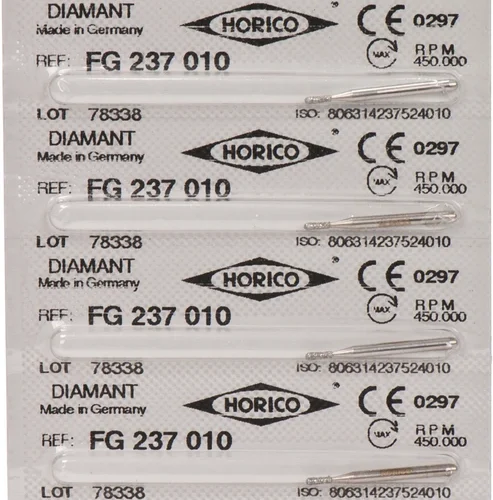 DIAMANT
Made in Germany
HORICO ® CE 0297
REF: FG 237 010
MAX RPM 450.000
LOT 78338 ISO: 806314237524010
DIAMANT
Made in Germany
HORICO ® CE 0297
REF: FG 237 010
MAX RPM 450.000
LOT 78338 ISO: 806314237524010
DIAMANT
Made in Germany
HORICO ® CE 0297
REF: FG 237 010
MAX RPM 450.000
LOT 78338 ISO: 806314237524010
DIAMANT
Made in Germany
HORICO ® CE 0297
REF: FG 237 010
MAX RPM 450.000
LOT 78338 ISO: 806314237524010